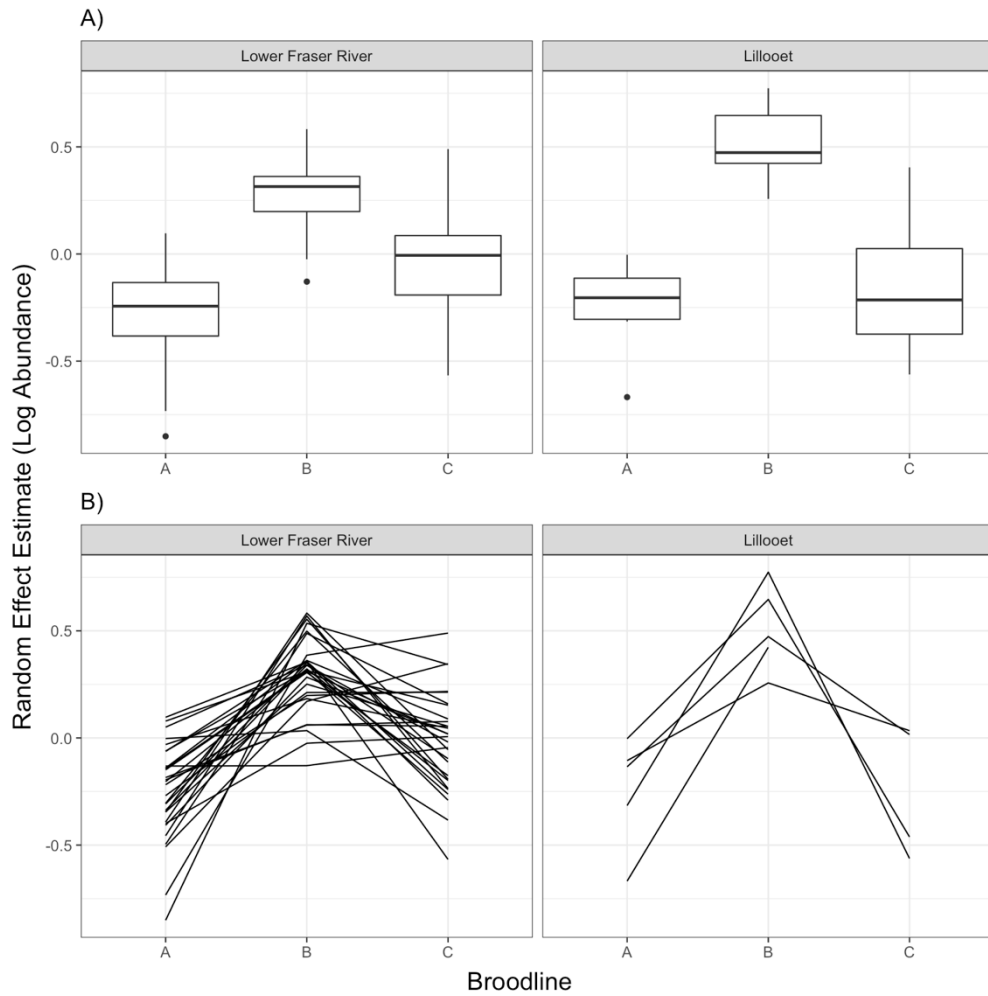 A)
Lower Fraser River Lillooet
0.5
0.0
-0.5
A B C A B C
Random Effect Estimate (Log Abundance)
B)
Lower Fraser River Lillooet
0.5
0.0
-0.5
A B C A B C
Broodline